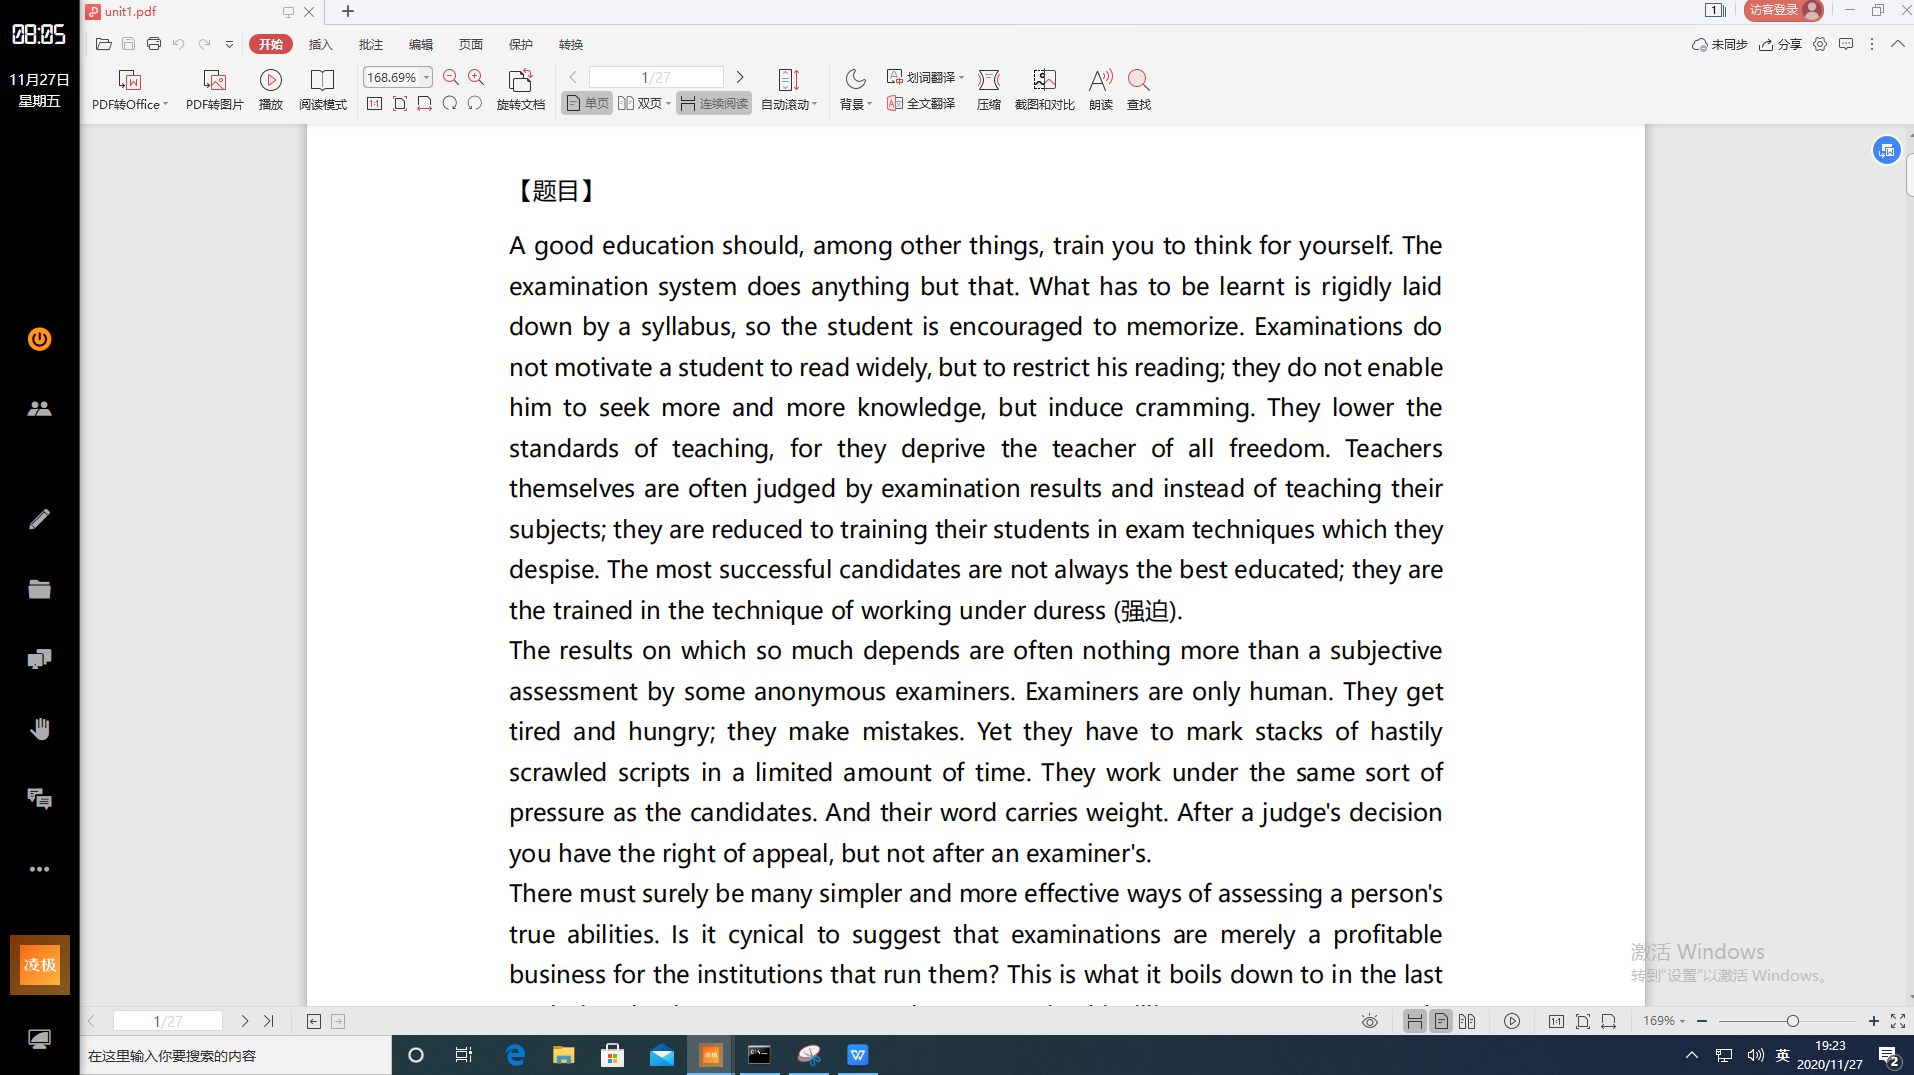 08:05
11月27日
星期五
凌极
unit1.pdf
访客登录
开始
插入
批注
编辑
页面
保护
转换
未同步
分享
PDF转Office
PDF转图片
播放
阅读模式
168.69%
旋转文档
1/27
单页
双页
连续阅读
自动滚动
背景
划词翻译
全文翻译
压缩
截图和对比
朗读
查找
【题目】
A good education should, among other things, train you to think for yourself. The
examination system does anything but that. What has to be learnt is rigidly laid
down by a syllabus, so the student is encouraged to memorize. Examinations do
not motivate a student to read widely, but to restrict his reading; they do not enable
him to seek more and more knowledge, but induce cramming. They lower the
standards of teaching, for they deprive the teacher of all freedom. Teachers
themselves are often judged by examination results and instead of teaching their
subjects; they are reduced to training their students in exam techniques which they
despise. The most successful candidates are not always the best educated; they are
the trained in the technique of working under duress (强迫).
The results on which so much depends are often nothing more than a subjective
assessment by some anonymous examiners. Examiners are only human. They get
tired and hungry; they make mistakes. Yet they have to mark stacks of hastily
scrawled scripts in a limited amount of time. They work under the same sort of
pressure as the candidates. And their word carries weight. After a judge's decision
you have the right of appeal, but not after an examiner's.
There must surely be many simpler and more effective ways of assessing a person's
true abilities. Is it cynical to suggest that examinations are merely a profitable
business for the institutions that run them? This is what it boils down to in the last
激活 Windows
转到"设置"以激活 Windows。
1/27
169%
在这里输入你要搜索的内容
英
19:23
2020/11/27
2